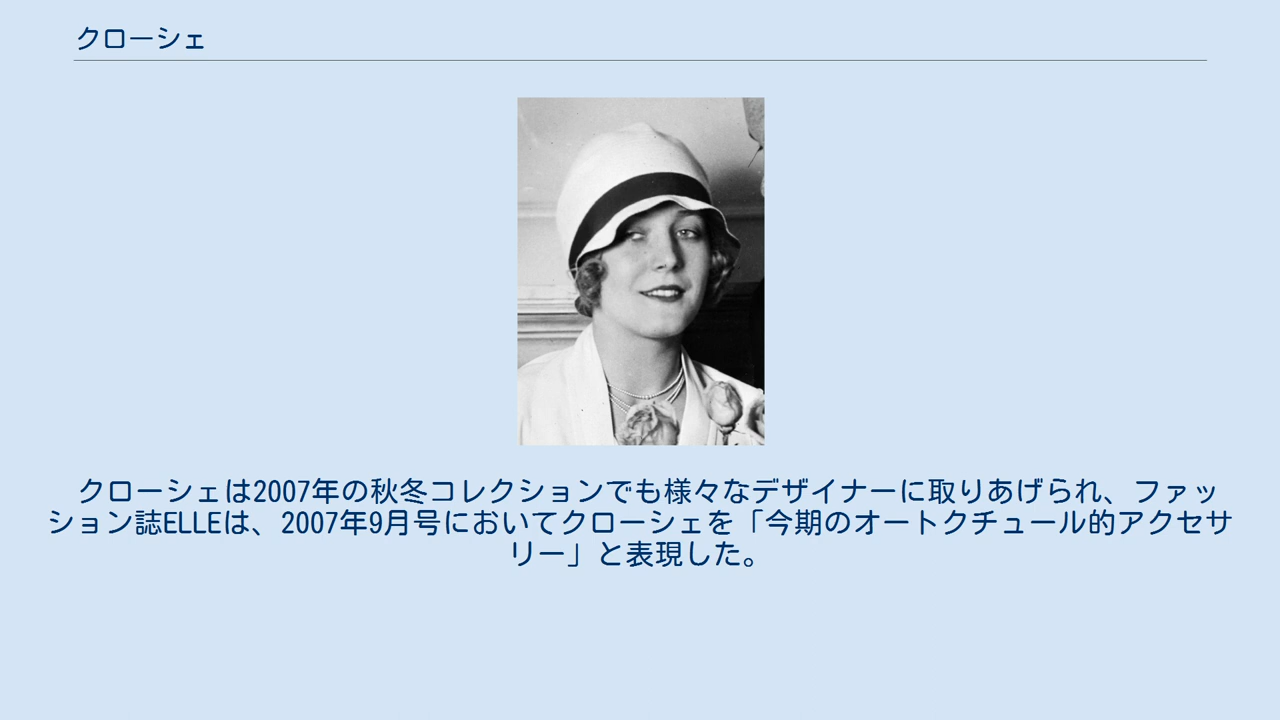 クローシェ
クローシェは2007年の秋冬コレクションでも様々なデザイナーに取りあげられ、ファッ
ション誌ELLEは、2007年9月号においてクローシェを「今期のオートクチュール的アクセサ
リー」と表現した。